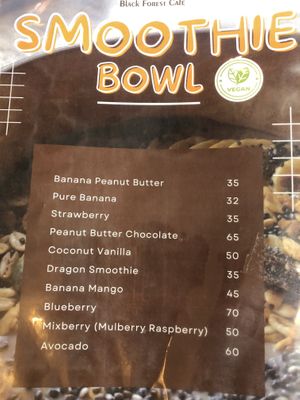 Black Forest Café
SMOOTHIE
BOWL
VEGAN
Banana Peanut Butter 35
Pure Banana 32
Strawberry 35
Peanut Butter Chocolate 65
Coconut Vanilla 50
Dragon Smoothie 35
Banana Mango 45
Blueberry 70
Mixberry (Mulberry Raspberry) 50
Avocado 60